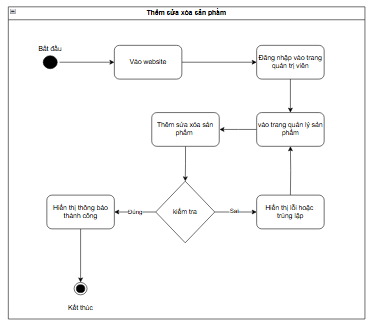 Thêm sửa xóa sản phẩm
Bắt đầu
Vào website
Đăng nhập vào trang
quản trị viên
Thêm sửa xóa sản
phẩm
vào trang quản lý sản
phẩm
Hiển thị thông báo
thành công
Đúng
kiểm tra
Sai
Hiển thị lỗi hoặc
trùng lặp
Kết thúc